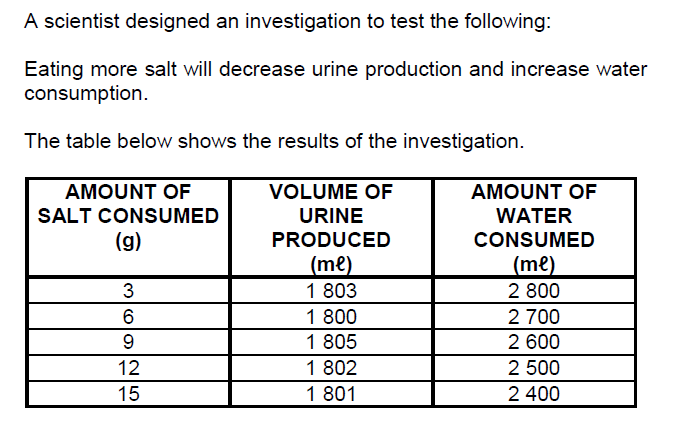 A scientist designed an investigation to test the following:
Eating more salt will decrease urine production and increase water
consumption.
The table below shows the results of the investigation.
AMOUNT OF SALT CONSUMED (g) VOLUME OF URINE PRODUCED (mℓ) AMOUNT OF WATER CONSUMED (mℓ)
3 1 803 2 800
6 1 800 2 700
9 1 805 2 600
12 1 802 2 500
15 1 801 2 400